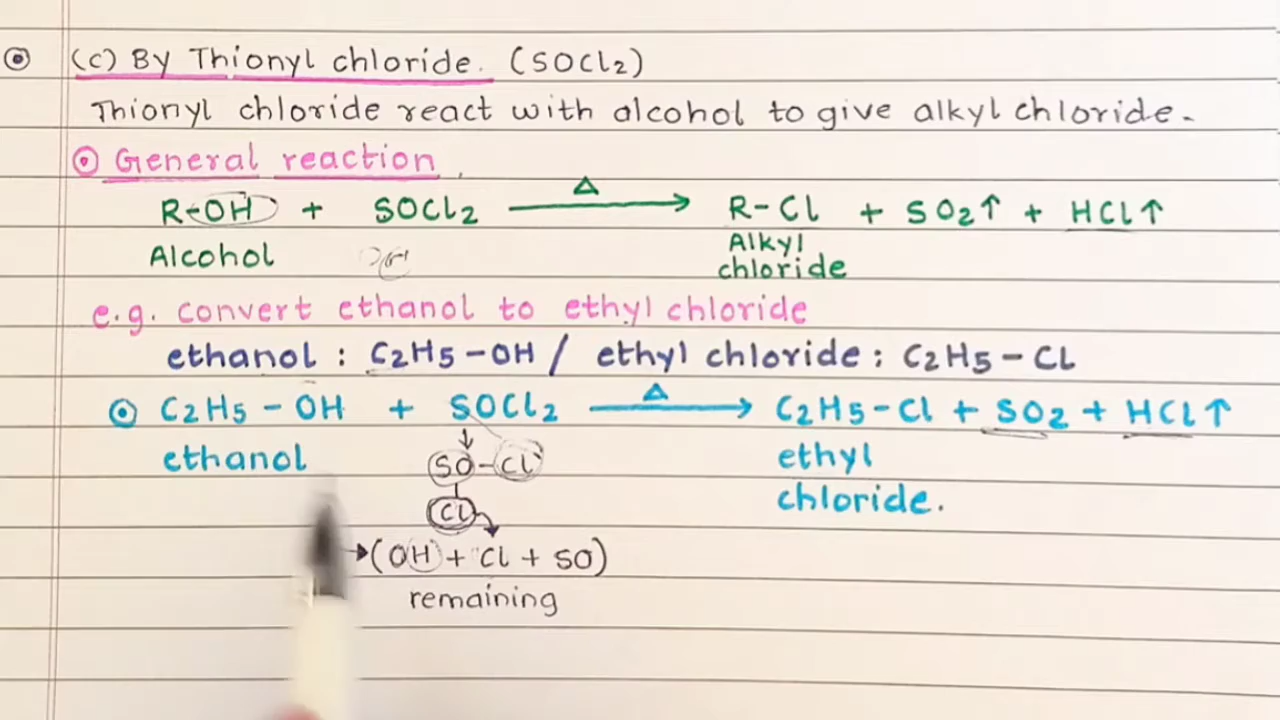 (c) By Thionyl chloride. (SOCl2)
Thionyl chloride react with alcohol to give alkyl chloride.
General reaction
R-OH + SOCl2 —Δ→ R-Cl + SO2↑ + HCl↑
Alcohol Alkyl
chloride
e.g. convert ethanol to ethyl chloride
ethanol : C2H5-OH / ethyl chloride : C2H5-Cl
C2H5-OH + SOCl2 —Δ→ C2H5-Cl + SO2 + HCl↑
ethanol SO-Cl ethyl
Cl chloride.
→(OH + Cl + SO)
remaining